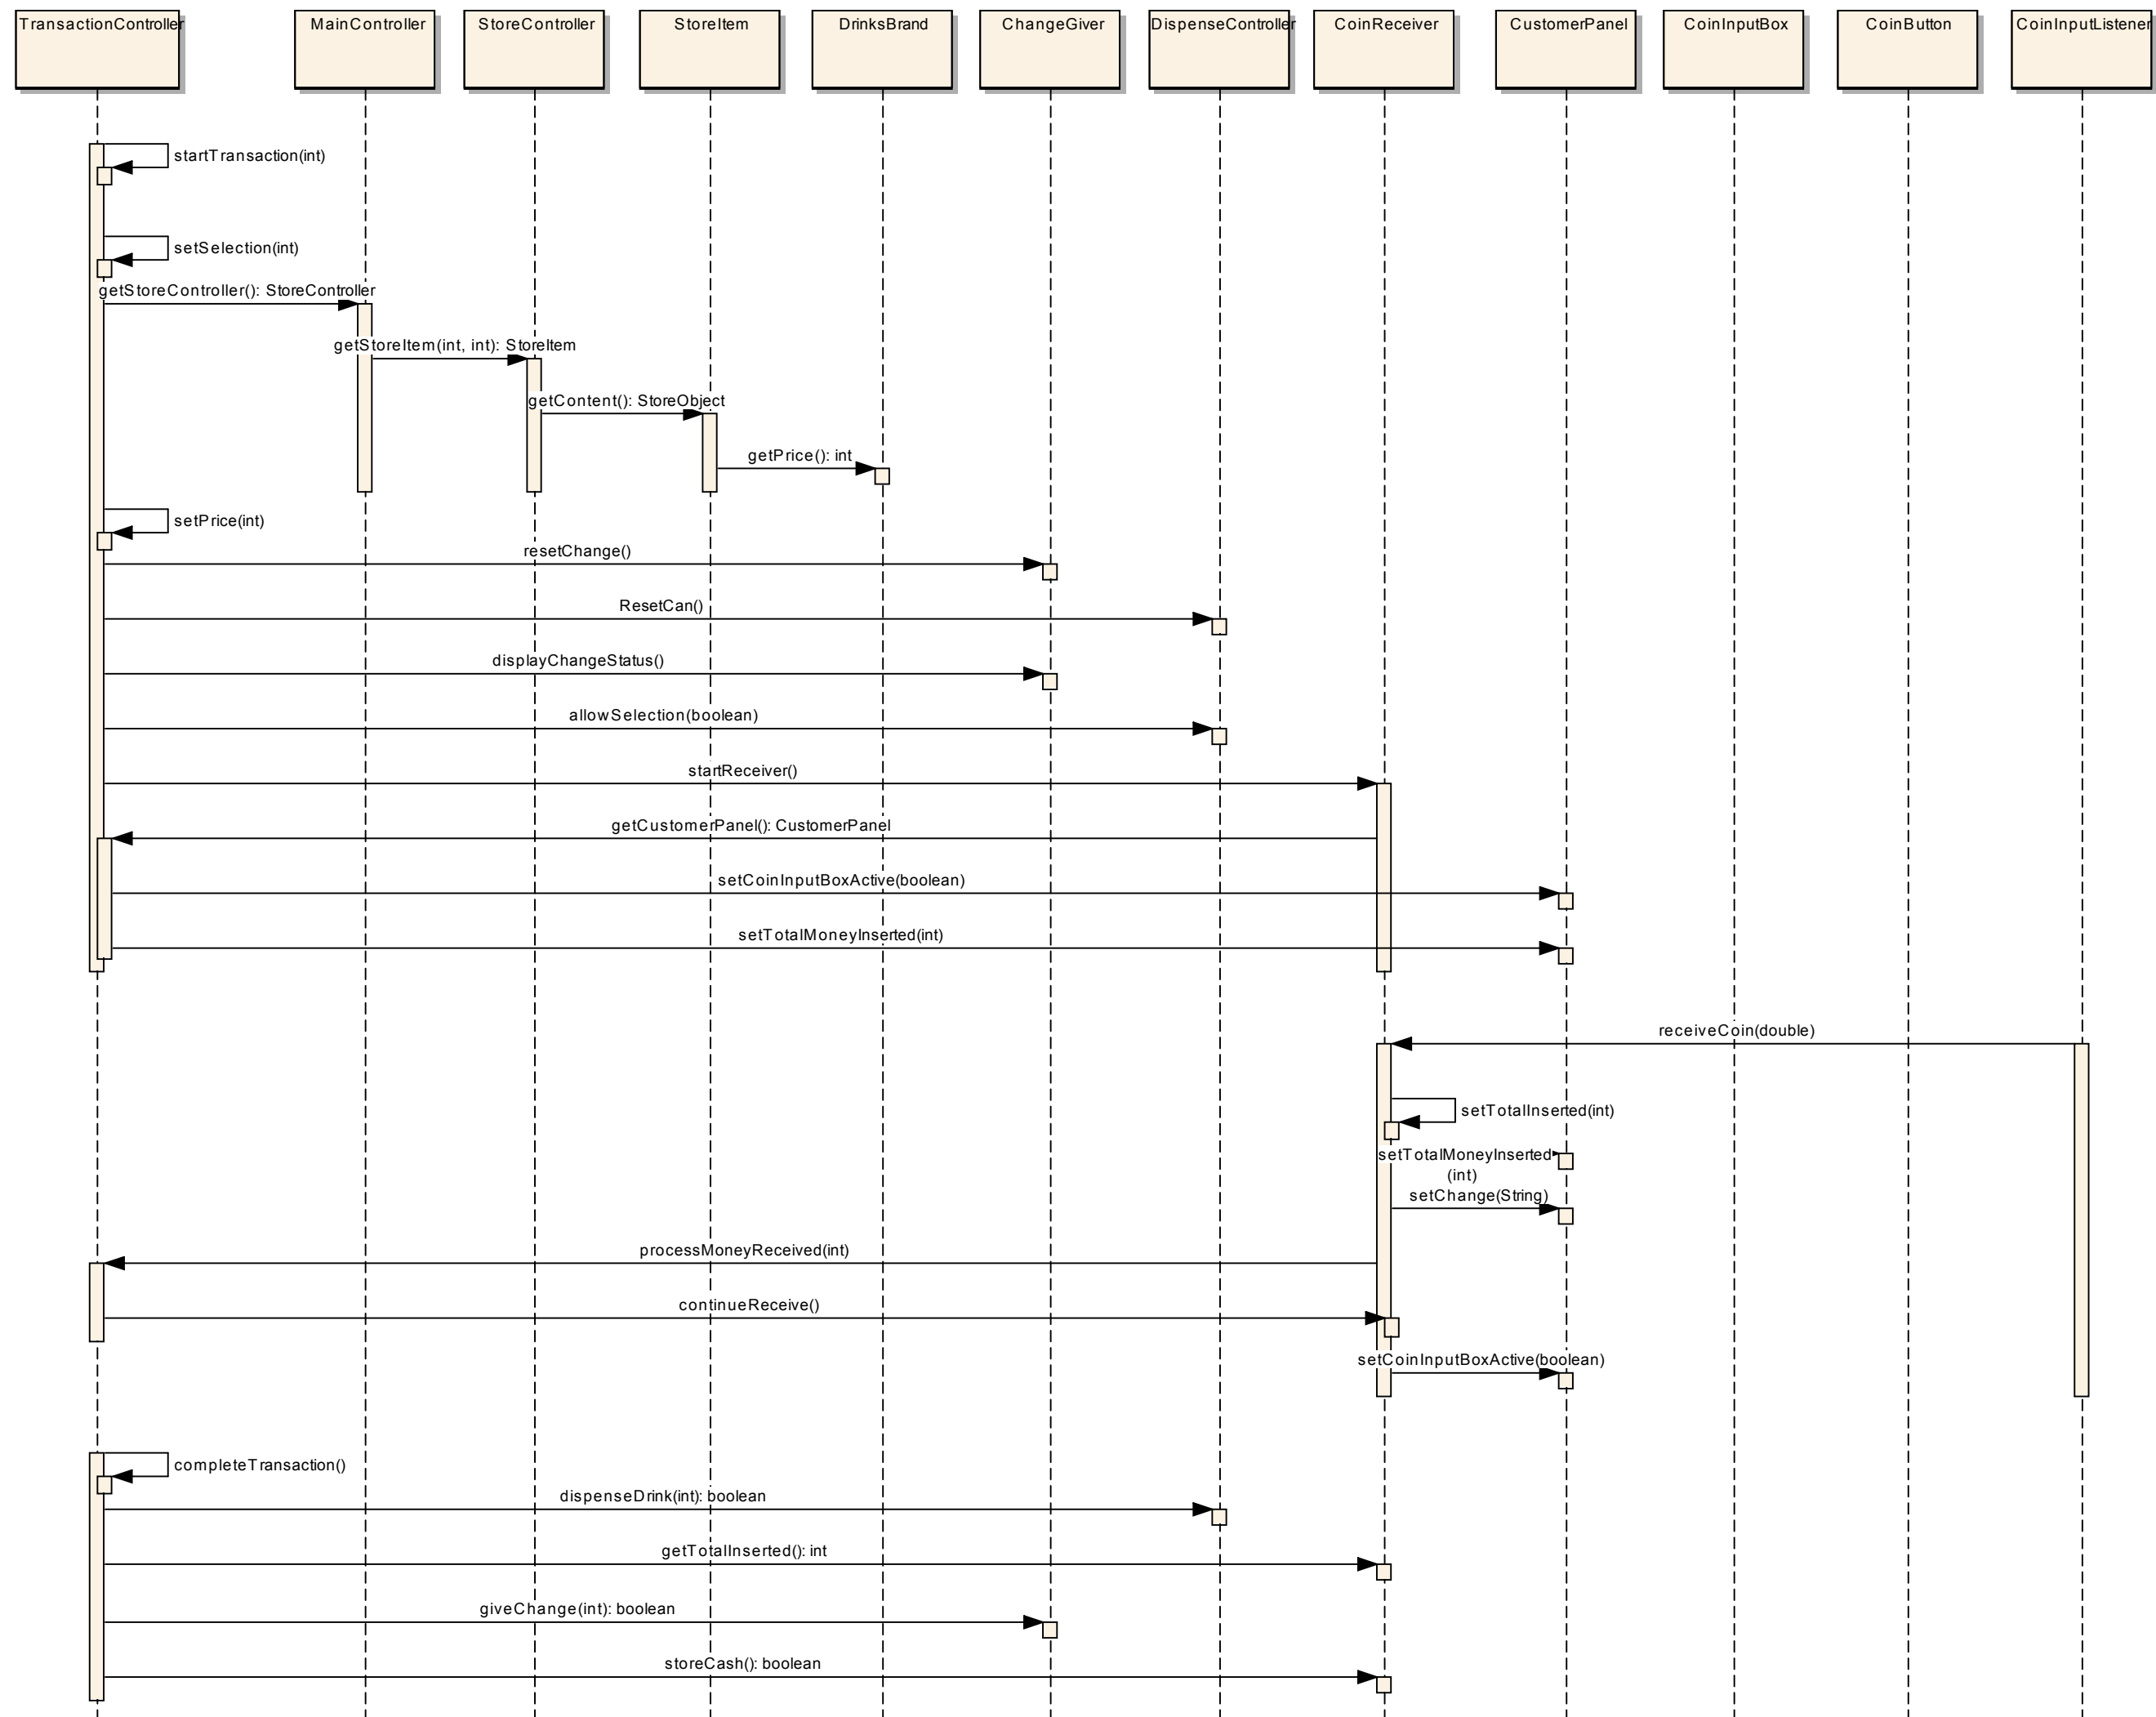 TransactionController
MainController
StoreController
StoreItem
DrinksBrand
ChangeGiver
DispenseController
CoinReceiver
CustomerPanel
CoinInputBox
CoinButton
CoinInputListener
startTransaction(int)
setSelection(int)
getStoreController(): StoreController
getStoreItem(int, int): StoreItem
getContent(): StoreObject
getPrice(): int
setPrice(int)
resetChange()
ResetCan()
displayChangeStatus()
allowSelection(boolean)
startReceiver()
getCustomerPanel(): CustomerPanel
setCoinInputBoxActive(boolean)
setTotalMoneyInserted(int)
receiveCoin(double)
setTotalInserted(int)
setTotalMoneyInserted
(int)
setChange(String)
processMoneyReceived(int)
continueReceive()
setCoinInputBoxActive(boolean)
completeTransaction()
dispenseDrink(int): boolean
getTotalInserted(): int
giveChange(int): boolean
storeCash(): boolean